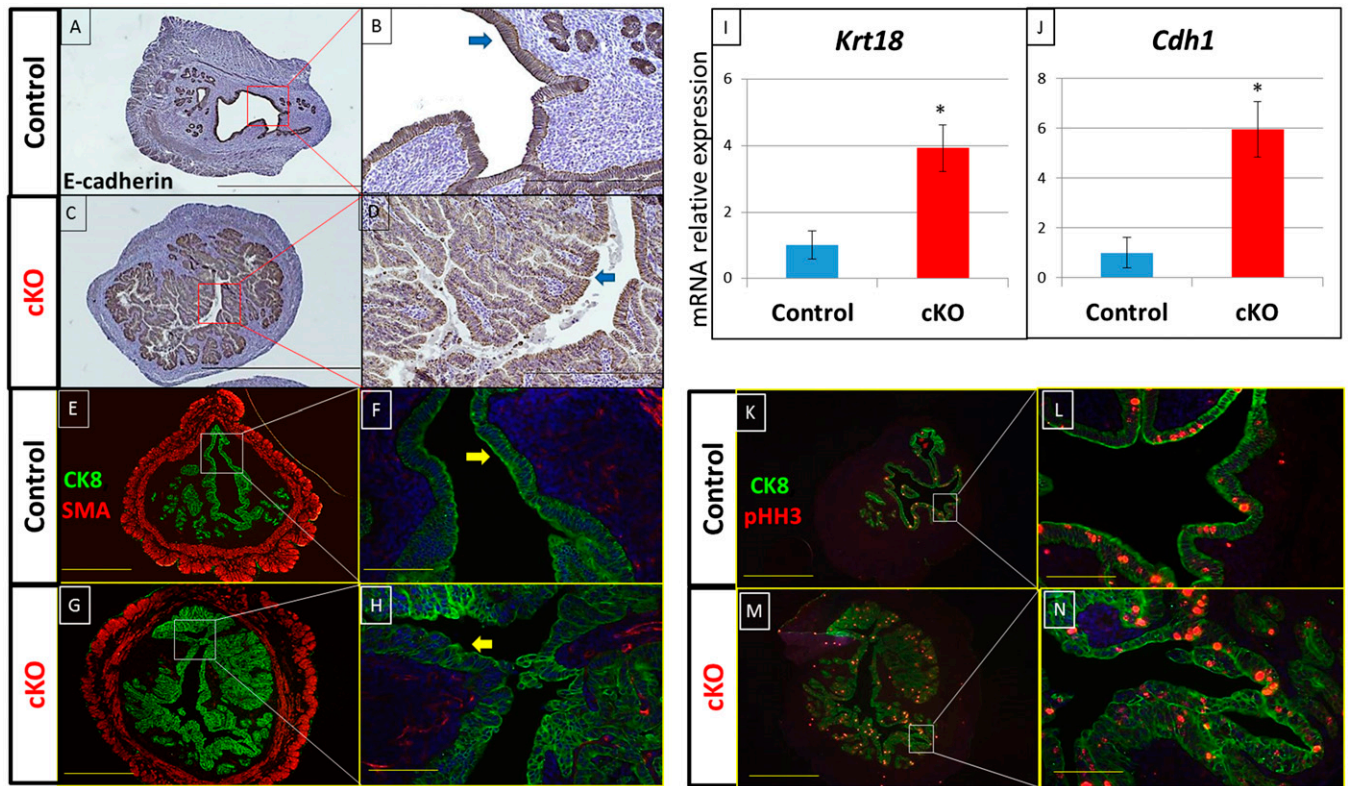 Control
A
B
E-cadherin
cKO
C
D
Control
E
F
CK8
SMA
cKO
G
H
I
Krt18
J
Cdh1
mRNA relative expression
6
4
2
0
Control
cKO
*
8
6
4
2
0
Control
cKO
*
Control
K
L
CK8
pHH3
cKO
M
N